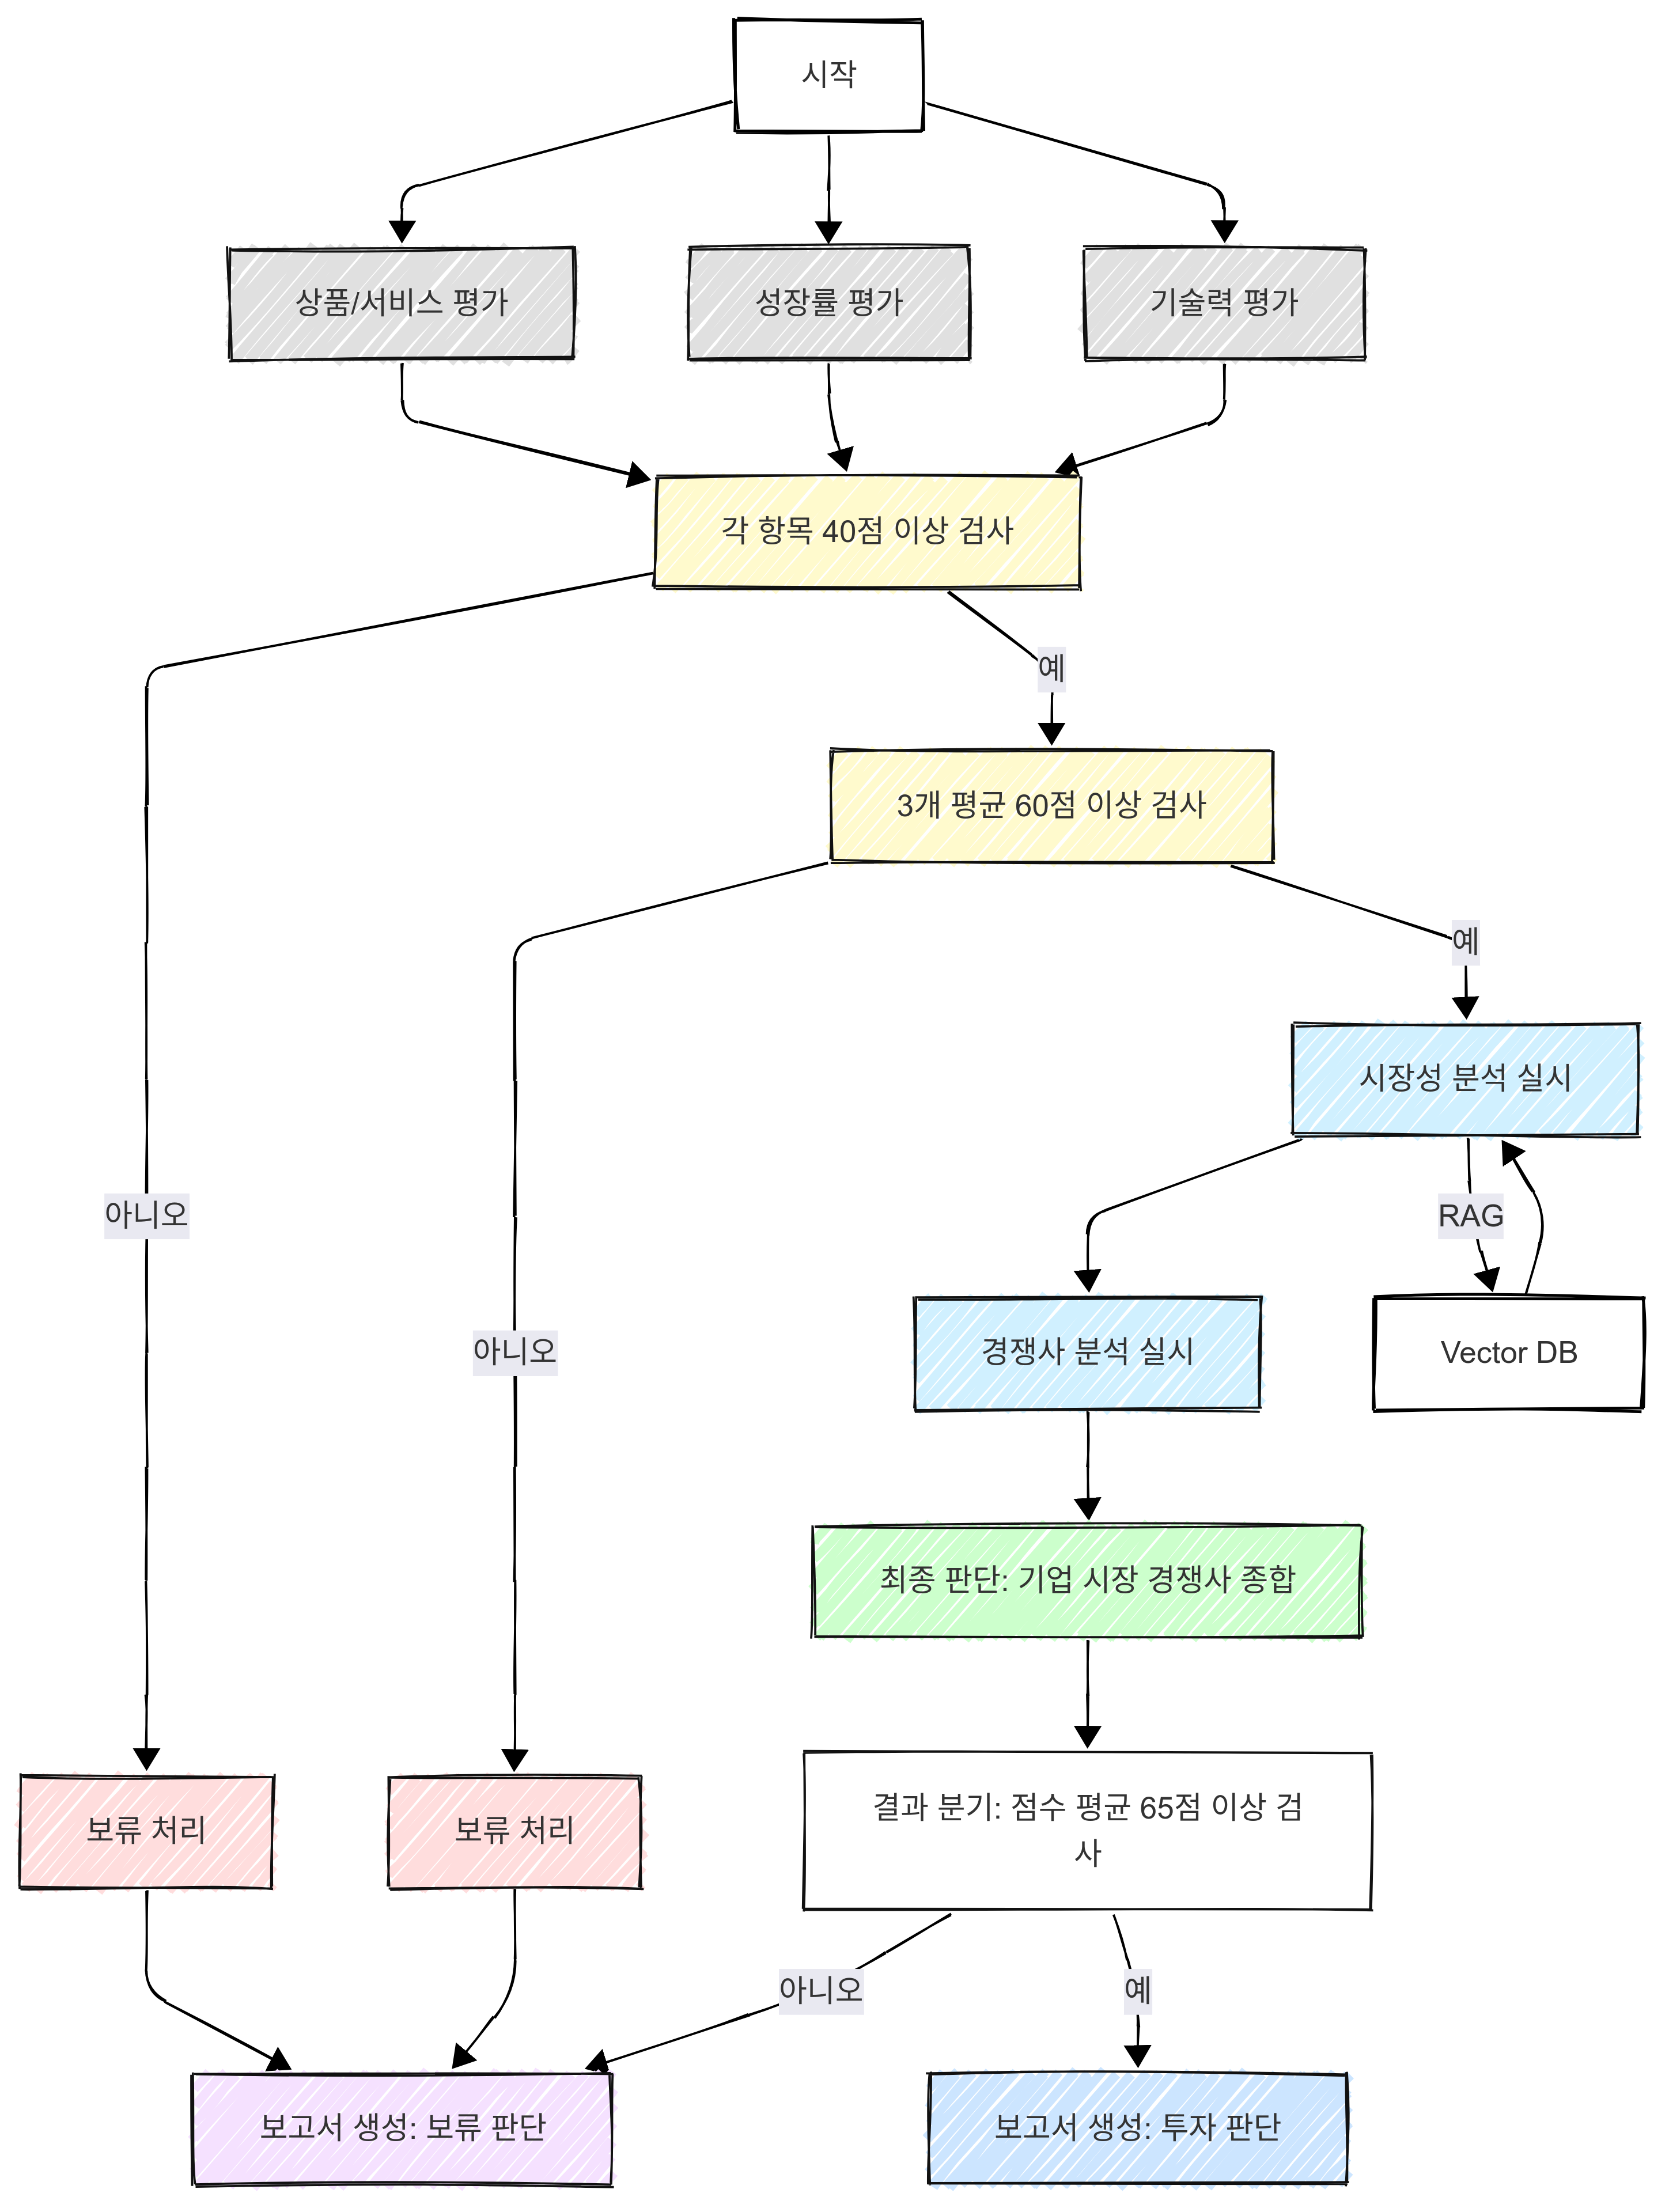 시작
상품/서비스 평가
성장률 평가
기술력 평가
각 항목 40점 이상 검사
예
3개 평균 60점 이상 검사
예
시장성 분석 실시
아니오
RAG
아니오
경쟁사 분석 실시
Vector DB
최종 판단: 기업 시장 경쟁사 종합
보류 처리
보류 처리
결과 분기: 점수 평균 65점 이상 검
사
아니오
예
보고서 생성: 보류 판단
보고서 생성: 투자 판단